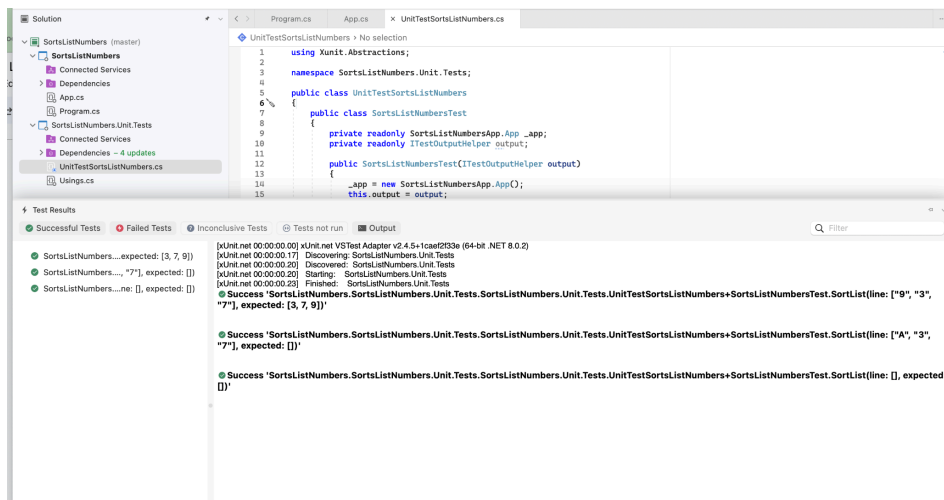 Solution
Program.cs
App.cs
× UnitTestSortsListNumbers.cs
SortsListNumbers (master)
SortsListNumbers
Connected Services
Dependencies
App.cs
Program.cs
SortsListNumbers.Unit.Tests
Connected Services
Dependencies – 4 updates
UnitTestSortsListNumbers.cs
Usings.cs
UnitTestSortsListNumbers › No selection
1 using Xunit.Abstractions;
2
3 namespace SortsListNumbers.Unit.Tests;
4
5 public class UnitTestSortsListNumbers
6 {
7 public class SortsListNumbersTest
8 {
9 private readonly SortsListNumbersApp.App _app;
10 private readonly ITestOutputHelper output;
11
12 public SortsListNumbersTest(ITestOutputHelper output)
13 {
14 _app = new SortsListNumbersApp.App();
15 this.output = output;
Test Results
Successful Tests
Failed Tests
Inconclusive Tests
Tests not run
Output
Filter
SortsListNumbers....expected: [3, 7, 9])
SortsListNumbers...., "7"], expected: [])
SortsListNumbers....ne: [], expected: [])
[xUnit.net 00:00:00.00] xUnit.net VSTest Adapter v2.4.5+1caef2f33e (64-bit .NET 8.0.2)
[xUnit.net 00:00:00.17] Discovering: SortsListNumbers.Unit.Tests
[xUnit.net 00:00:00.20] Discovered: SortsListNumbers.Unit.Tests
[xUnit.net 00:00:00.20] Starting: SortsListNumbers.Unit.Tests
[xUnit.net 00:00:00.23] Finished: SortsListNumbers.Unit.Tests
Success 'SortsListNumbers.SortsListNumbers.Unit.Tests.SortsListNumbers.Unit.Tests.UnitTestSortsListNumbers+SortsListNumbersTest.SortList(line: ["9", "3",
"7"], expected: [3, 7, 9])'
Success 'SortsListNumbers.SortsListNumbers.Unit.Tests.SortsListNumbers.Unit.Tests.UnitTestSortsListNumbers+SortsListNumbersTest.SortList(line: ["A", "3",
"7"], expected: [])'
Success 'SortsListNumbers.SortsListNumbers.Unit.Tests.SortsListNumbers.Unit.Tests.UnitTestSortsListNumbers+SortsListNumbersTest.SortList(line: [], expected:
[])'